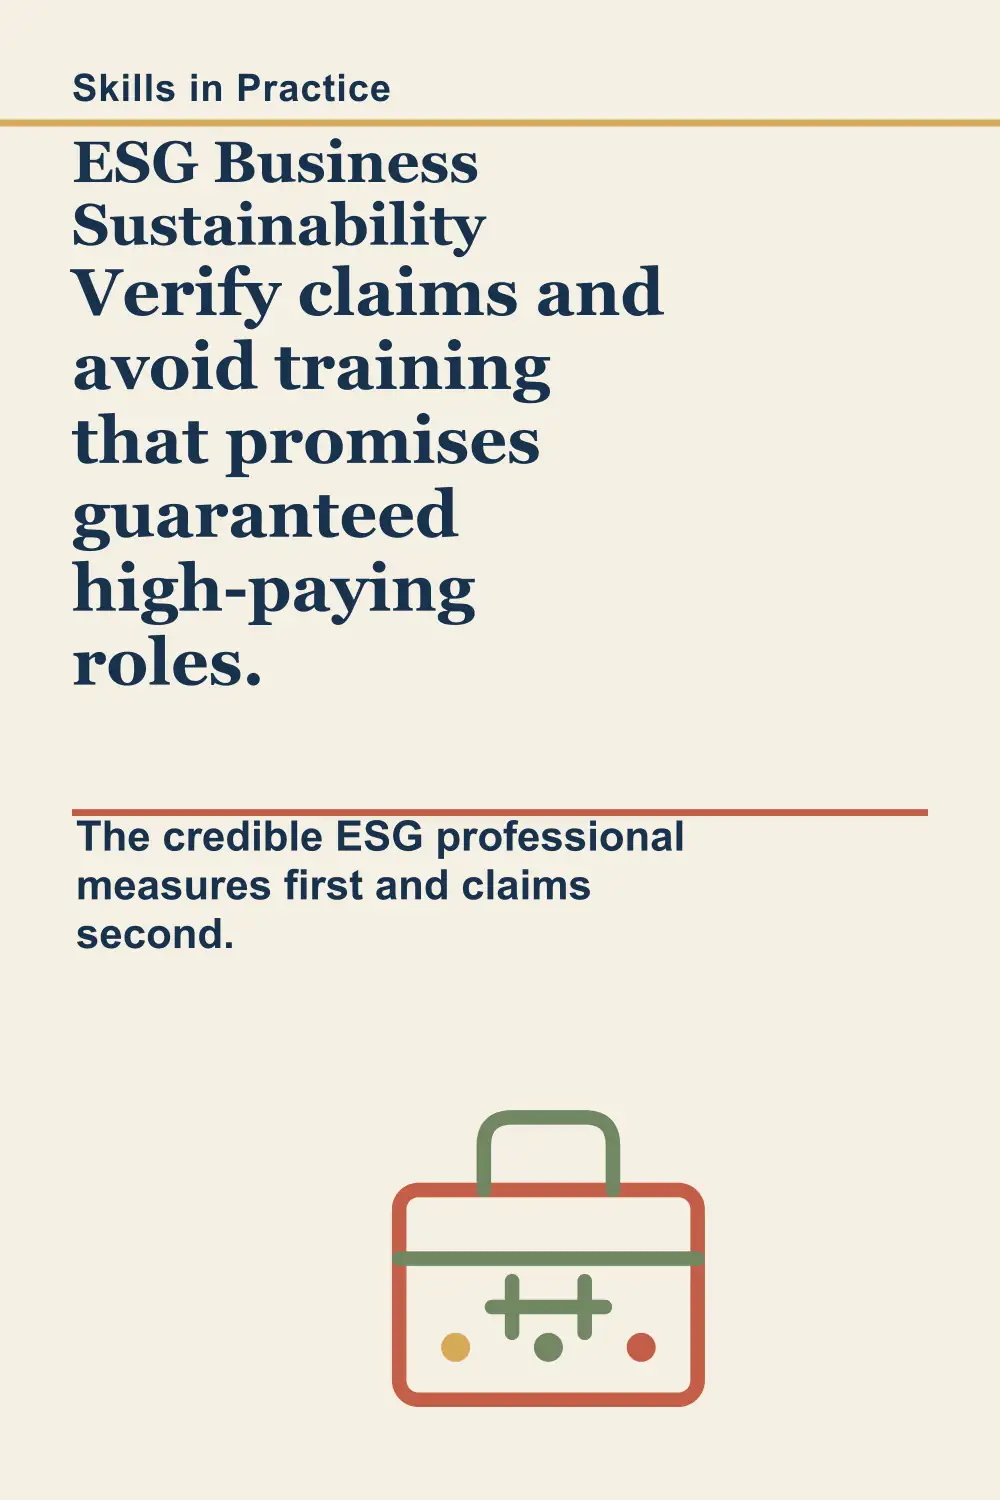 Skills in Practice
ESG Business
Sustainability
Verify claims and
avoid training
that promises
guaranteed
high-paying
roles.
The credible ESG professional
measures first and claims
second.